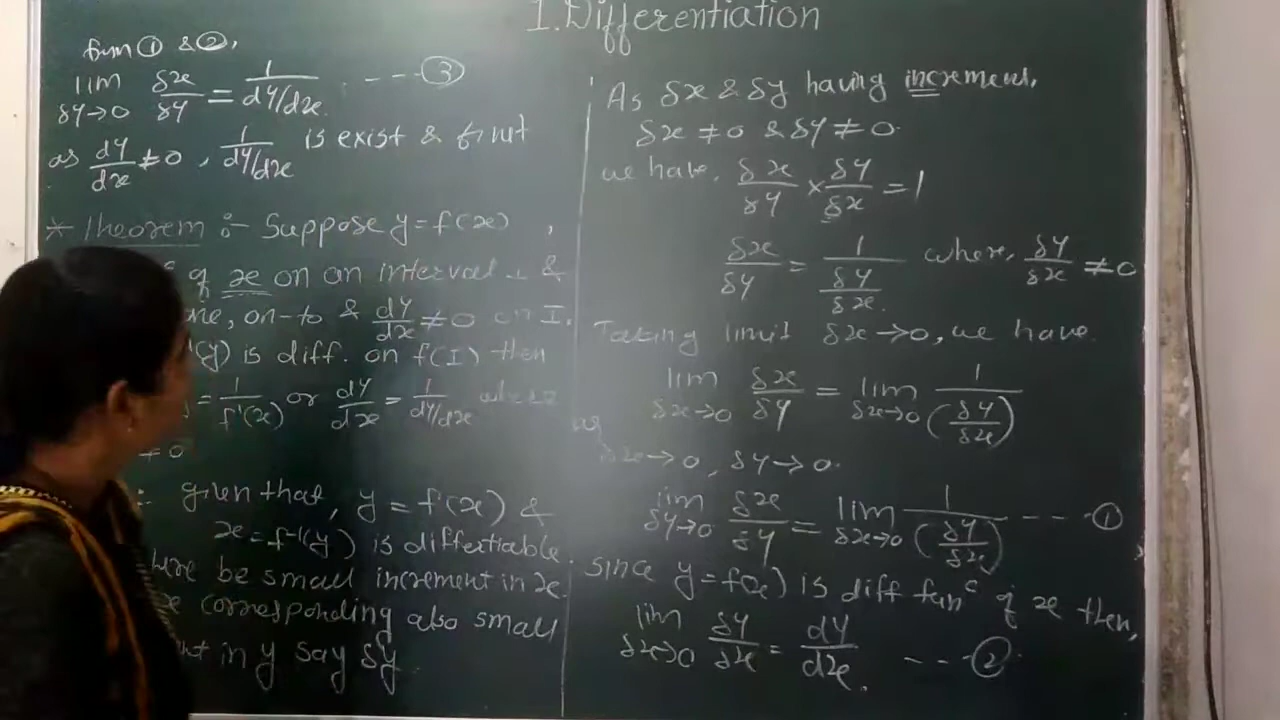 1. Differentiation
from ① & ②,
lim δy→0 δx/δy = 1/dy/dx ---- ③
as dy/dx ≠ 0, 1/dy/dx is exist & finit
* Theorem :- Suppose y = f(x),
of x on an interval I &
one, on-to & dy/dx ≠ 0 on I.
(y) is diff. on f(I) then
= 1/f'(x) or dy/dx = 1/dy/dx where
≠ 0
given that, y = f(x) &
x = f⁻¹(y) is differtiable.
here be small increment in x.
corresponding also small
in y say δy.
As δx & δy having increment,
δx ≠ 0 & δy ≠ 0.
we have, δx/δy × δy/δx = 1
δx/δy = 1/(δy/δx) where, δy/δx ≠ 0
Taking limit δx→0, we have.
lim δx→0 δx/δy = lim δx→0 1/(δy/δx)
as
δx→0, δy→0.
lim δy→0 δx/δy = lim δx→0 1/(δy/δx) --- ①
since y = f(x) is diff funᶜ of x then,
lim δx→0 δy/δx = dy/dx. --- ②